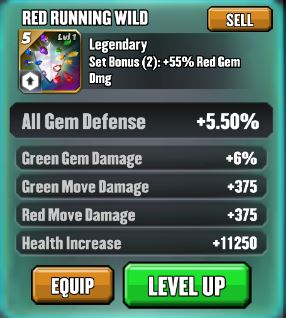 RED RUNNING WILD SELL
5 Lvl 1
Legendary
Set Bonus (2): +55% Red Gem
Dmg
All Gem Defense +5.50%
Green Gem Damage +6%
Green Move Damage +375
Red Move Damage +375
Health Increase +11250
EQUIP LEVEL UP